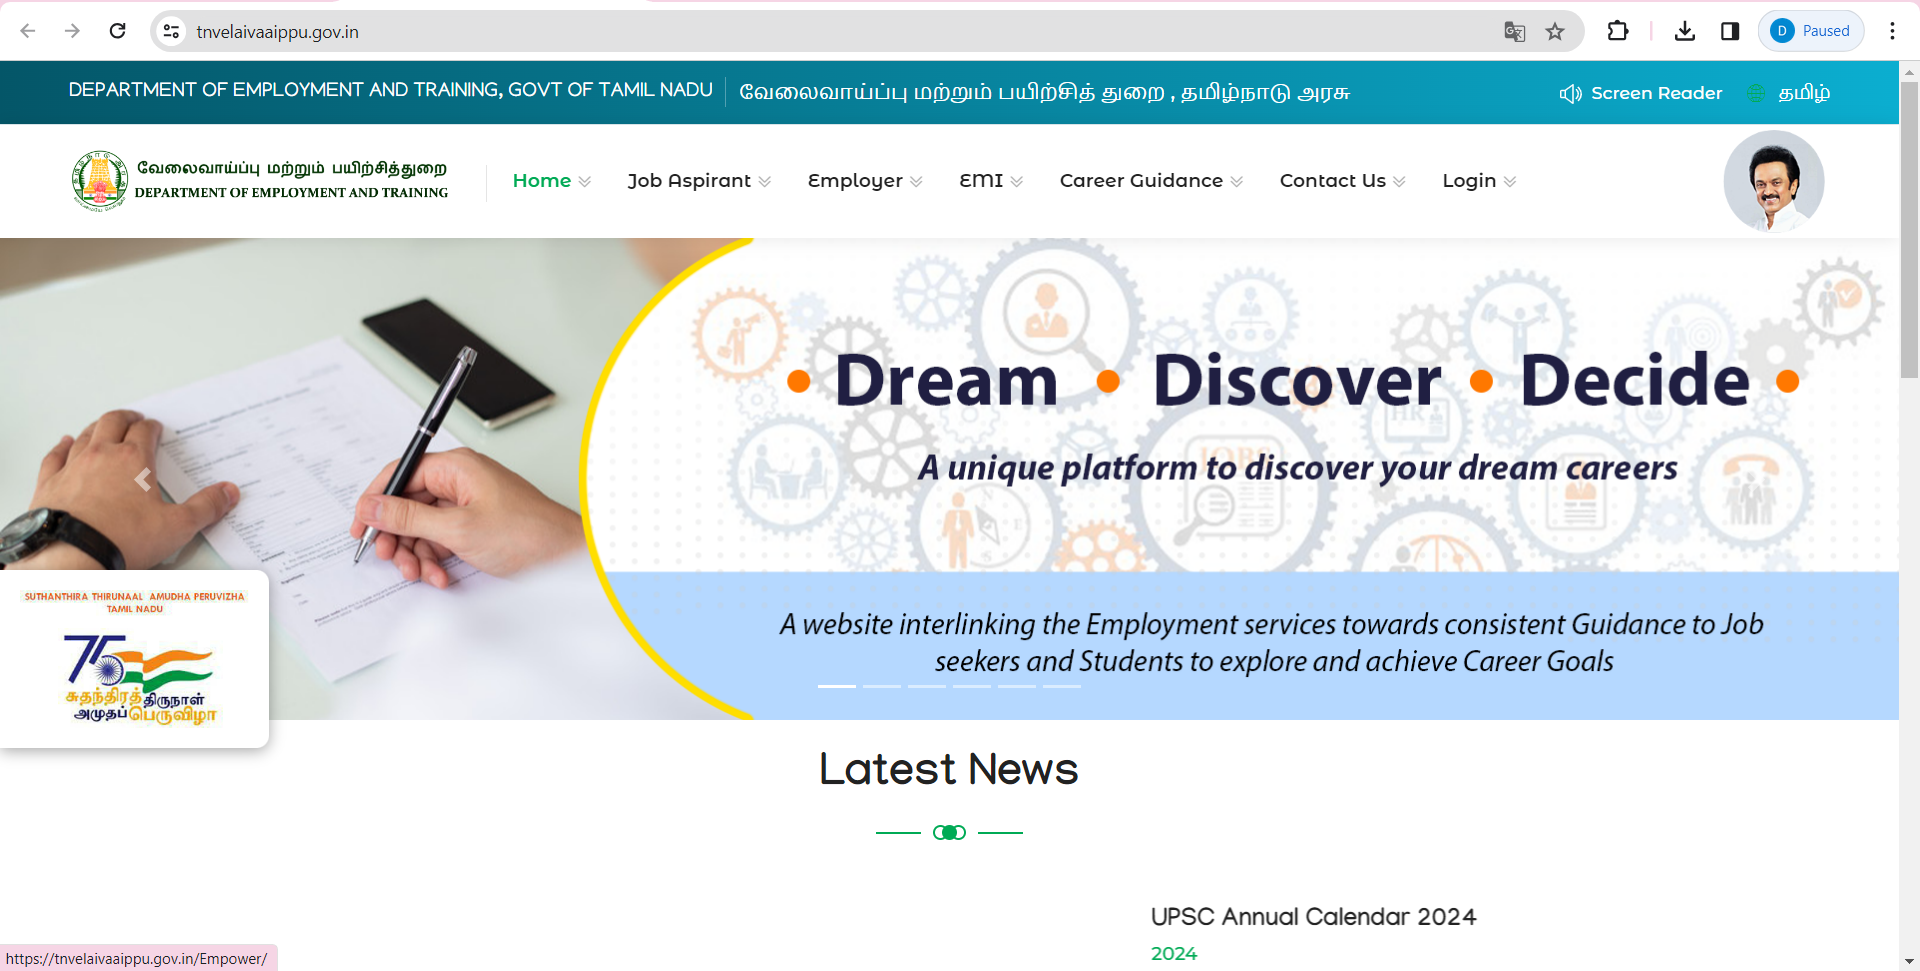 tnvelaivaaippu.gov.in
D Paused
DEPARTMENT OF EMPLOYMENT AND TRAINING, GOVT OF TAMIL NADU வேலைவாய்ப்பு மற்றும் பயிற்சித் துறை , தமிழ்நாடு அரசு Screen Reader தமிழ்
வேலைவாய்ப்பு மற்றும் பயிற்சித்துறை
DEPARTMENT OF EMPLOYMENT AND TRAINING
Home Job Aspirant Employer EMI Career Guidance Contact Us Login
• Dream • Discover • Decide •
A unique platform to discover your dream careers
A website interlinking the Employment services towards consistent Guidance to Job
seekers and Students to explore and achieve Career Goals
SUTHANTHIRA THIRUNAAL AMUDHA PERUVIZHA
TAMIL NADU
75
சுதந்திரத்திருநாள்
அமுதப்பெருவிழா
Latest News
UPSC Annual Calendar 2024
2024
https://tnvelaivaaippu.gov.in/Empower/